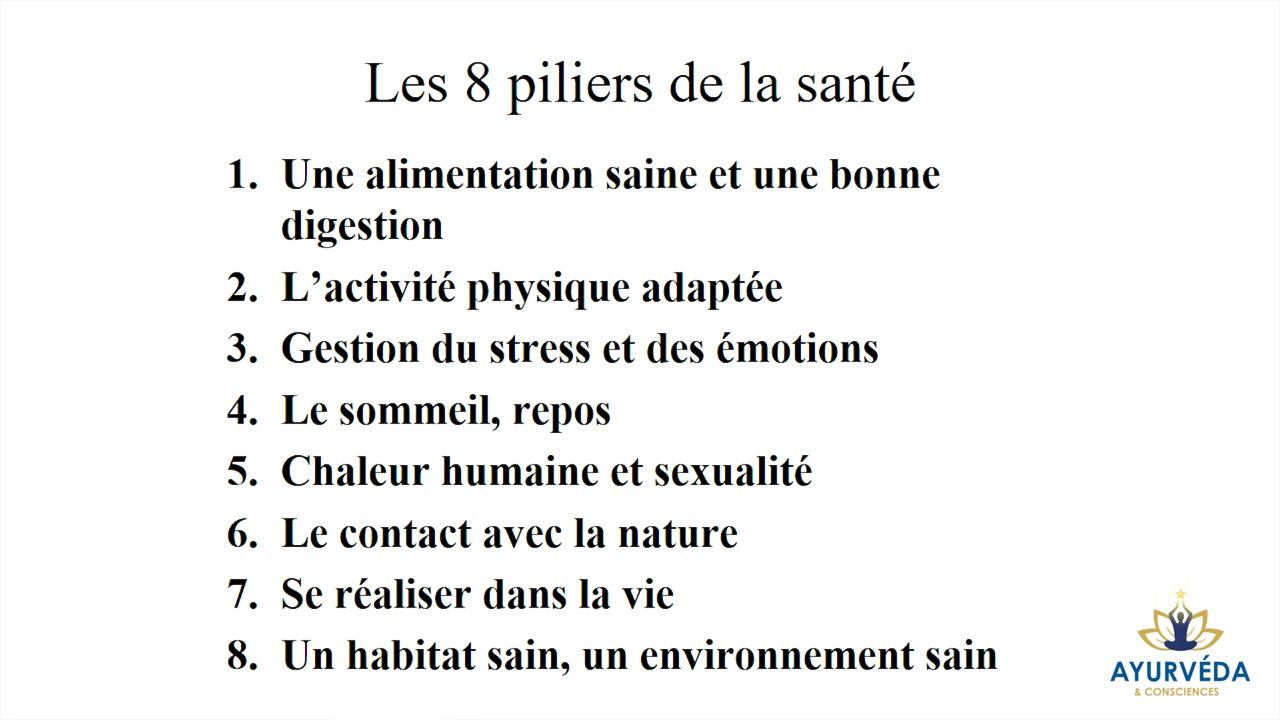 Les 8 piliers de la santé
1. Une alimentation saine et une bonne
digestion
2. L’activité physique adaptée
3. Gestion du stress et des émotions
4. Le sommeil, repos
5. Chaleur humaine et sexualité
6. Le contact avec la nature
7. Se réaliser dans la vie
8. Un habitat sain, un environnement sain
AYURVÉDA
& CONSCIENCES